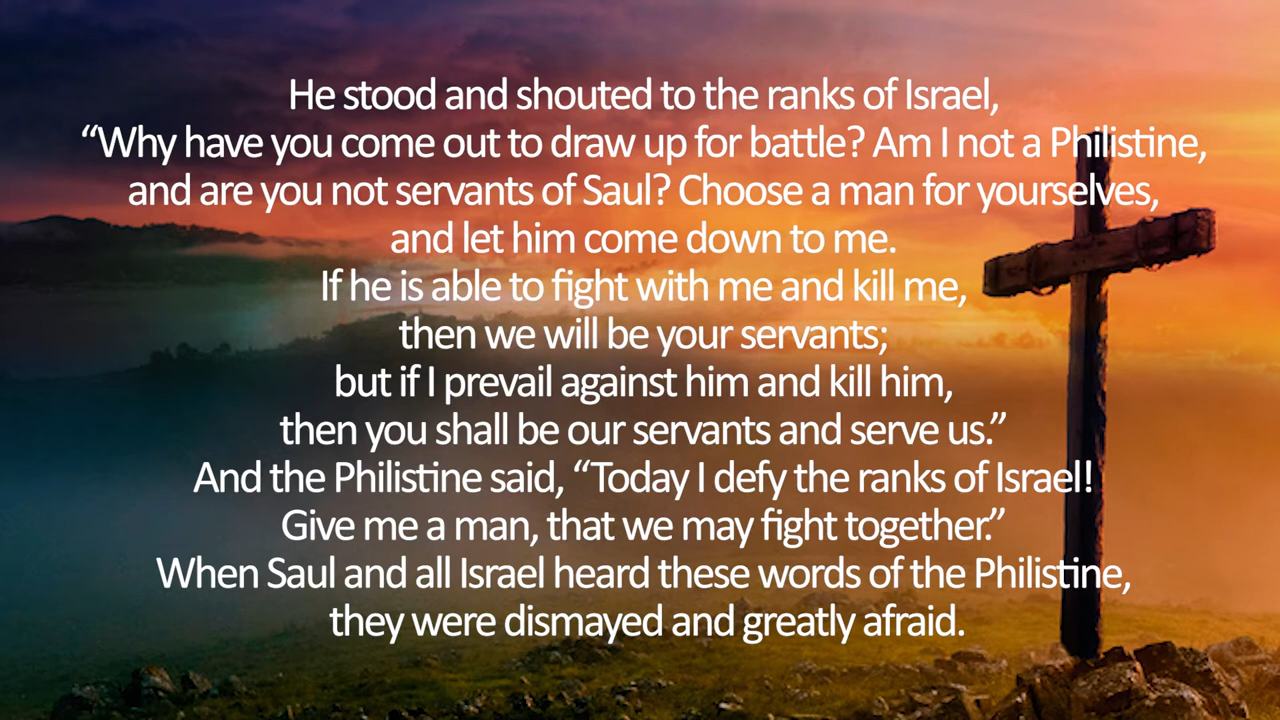 He stood and shouted to the ranks of Israel,
“Why have you come out to draw up for battle? Am I not a Philistine,
and are you not servants of Saul? Choose a man for yourselves,
and let him come down to me.
If he is able to fight with me and kill me,
then we will be your servants;
but if I prevail against him and kill him,
then you shall be our servants and serve us.”
And the Philistine said, “Today I defy the ranks of Israel!
Give me a man, that we may fight together.”
When Saul and all Israel heard these words of the Philistine,
they were dismayed and greatly afraid.